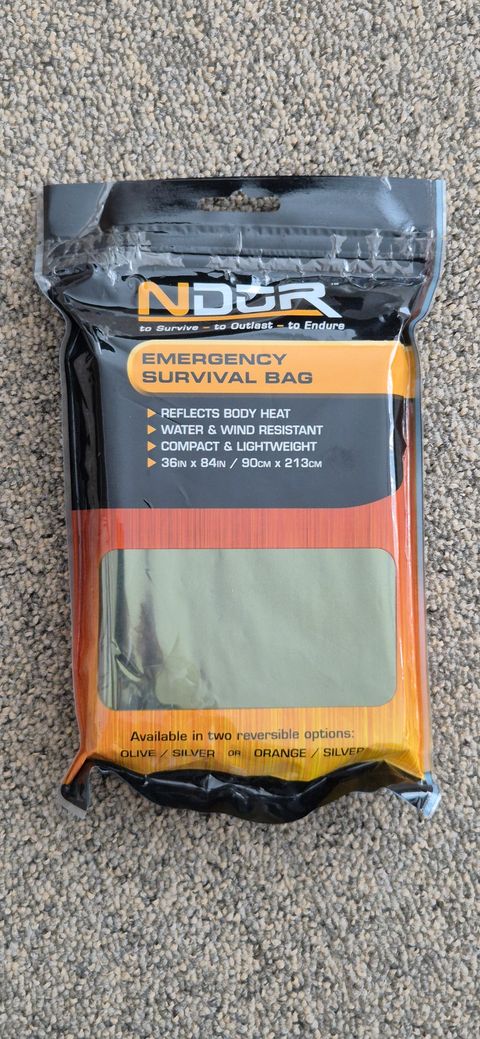 NDUR
to Survive – to Outlast – to Endure
EMERGENCY
SURVIVAL BAG
REFLECTS BODY HEAT
WATER & WIND RESISTANT
COMPACT & LIGHTWEIGHT
36IN x 84IN / 90CM x 213CM
Available in two reversible options:
OLIVE / SILVER OR ORANGE / SILVER